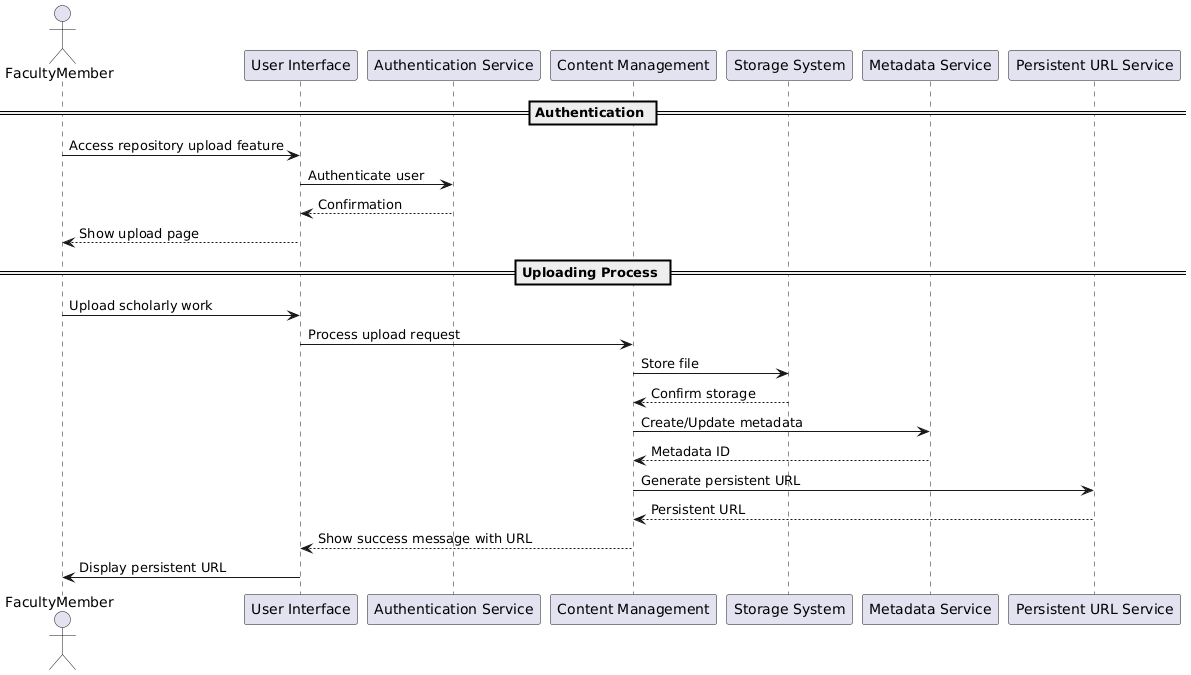 FacultyMember
User Interface
Authentication Service
Content Management
Storage System
Metadata Service
Persistent URL Service
Authentication
Access repository upload feature
Authenticate user
Confirmation
Show upload page
Uploading Process
Upload scholarly work
Process upload request
Store file
Confirm storage
Create/Update metadata
Metadata ID
Generate persistent URL
Persistent URL
Show success message with URL
Display persistent URL
FacultyMember
User Interface
Authentication Service
Content Management
Storage System
Metadata Service
Persistent URL Service